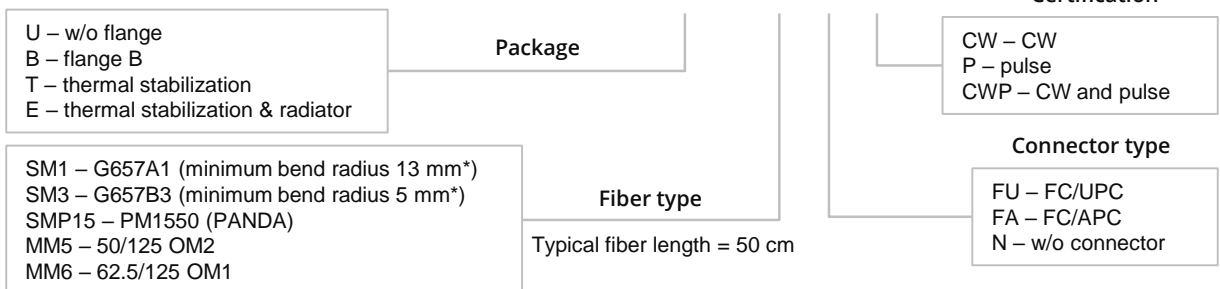 Certification
U – w/o flange
B – flange B
T – thermal stabilization
E – thermal stabilization & radiator
Package
CW – CW
P – pulse
CWP – CW and pulse
SM1 – G657A1 (minimum bend radius 13 mm*)
SM3 – G657B3 (minimum bend radius 5 mm*)
SMP15 – PM1550 (PANDA)
MM5 – 50/125 OM2
MM6 – 62.5/125 OM1
Fiber type
Typical fiber length = 50 cm
Connector type
FU – FC/UPC
FA – FC/APC
N – w/o connector